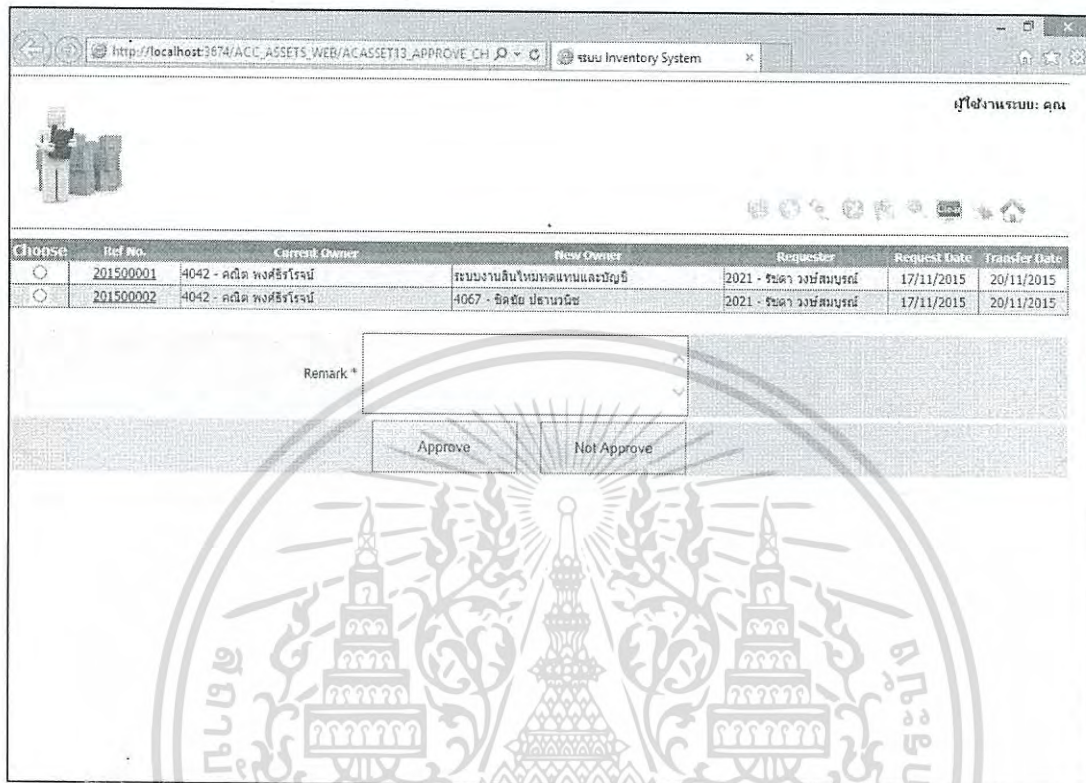 http://localhost:3674/ACC_ASSETS_WEB/ACASSET13_APPROVE_CH
ระบบ Inventory System
ผู้ใช้งานระบบ: คุณ
Clear
Choose Ref No. Current Owner New Owner Requester Request Date Transfer Date
201500001 4042 - คณิต พงศ์ธีรโรจน์ ระบบงานสินไหมทดแทนและบัญชี 2021 - รัชดา วงษ์สมบูรณ์ 17/11/2015 20/11/2015
201500002 4042 - คณิต พงศ์ธีรโรจน์ 4067 - ชิดชัย ปธานวนิช 2021 - รัชดา วงษ์สมบูรณ์ 17/11/2015 20/11/2015
Remark *
Approve Not Approve